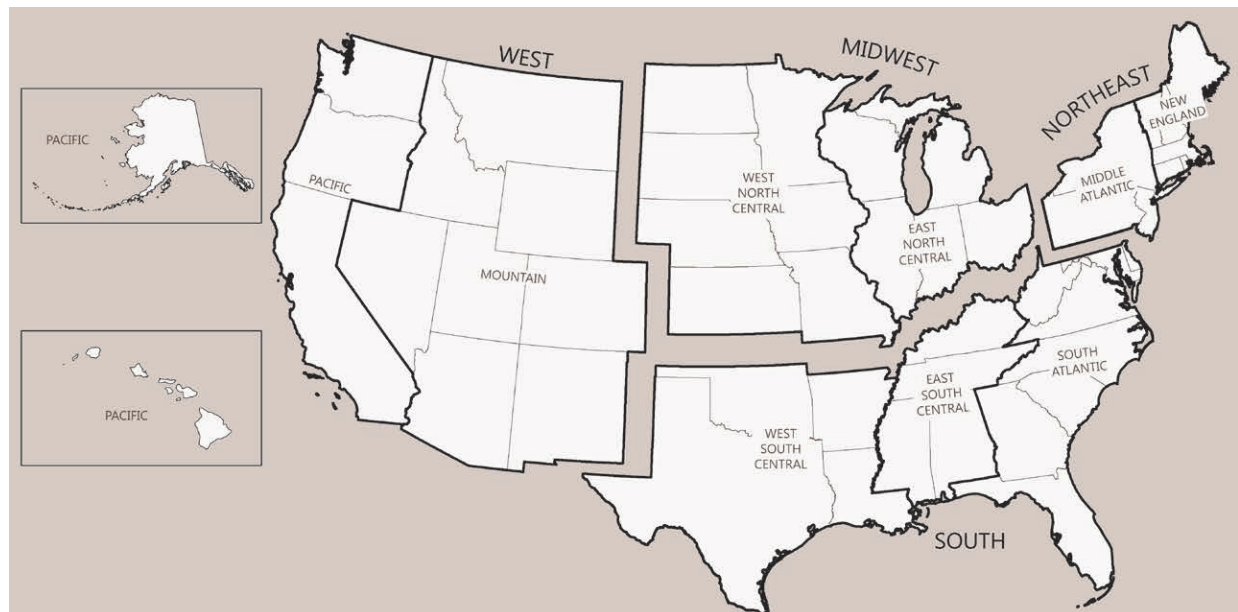 WEST
MIDWEST
NORTHEAST
NEW
ENGLAND
PACIFIC
MIDDLE
ATLANTIC
PACIFIC
WEST
NORTH
CENTRAL
EAST
NORTH
CENTRAL
MOUNTAIN
SOUTH
ATLANTIC
EAST
SOUTH
CENTRAL
PACIFIC
WEST
SOUTH
CENTRAL
SOUTH